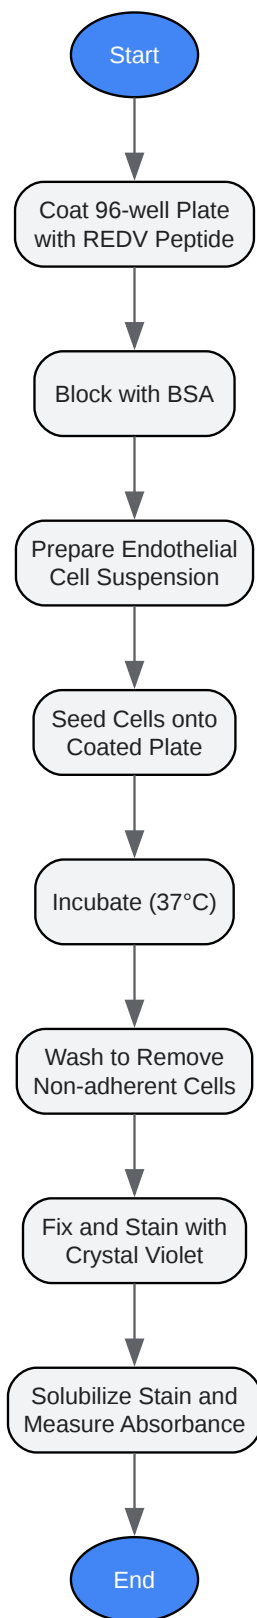 Start
Coat 96-well Plate
with REDV Peptide
Block with BSA
Prepare Endothelial
Cell Suspension
Seed Cells onto
Coated Plate
Incubate (37°C)
Wash to Remove
Non-adherent Cells
Fix and Stain with
Crystal Violet
Solubilize Stain and
Measure Absorbance
End